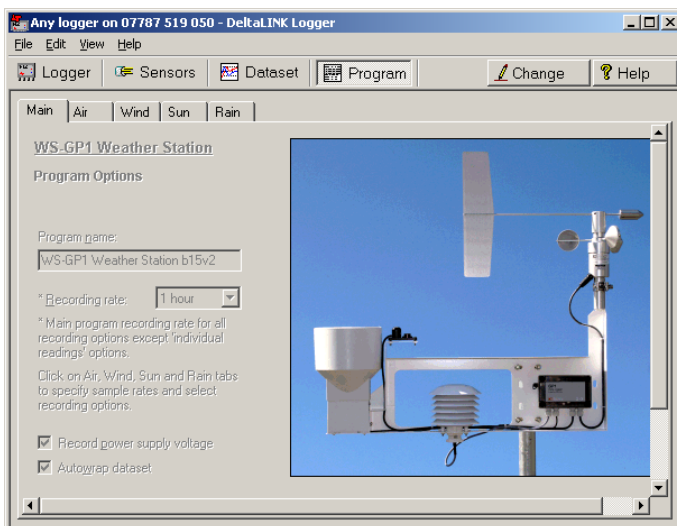 Any logger on 07787 519 050 - DeltaLINK Logger
File Edit View Help
Logger Sensors Dataset Program Change Help
Main Air Wind Sun Rain
WS-GP1 Weather Station
Program Options
Program name:
WS-GP1 Weather Station b15v2
* Recording rate: 1 hour
* Main program recording rate for all
recording options except 'individual
readings' options.
Click on Air, Wind, Sun and Rain tabs
to specify sample rates and select
recording options.
Record power supply voltage
Autowrap dataset